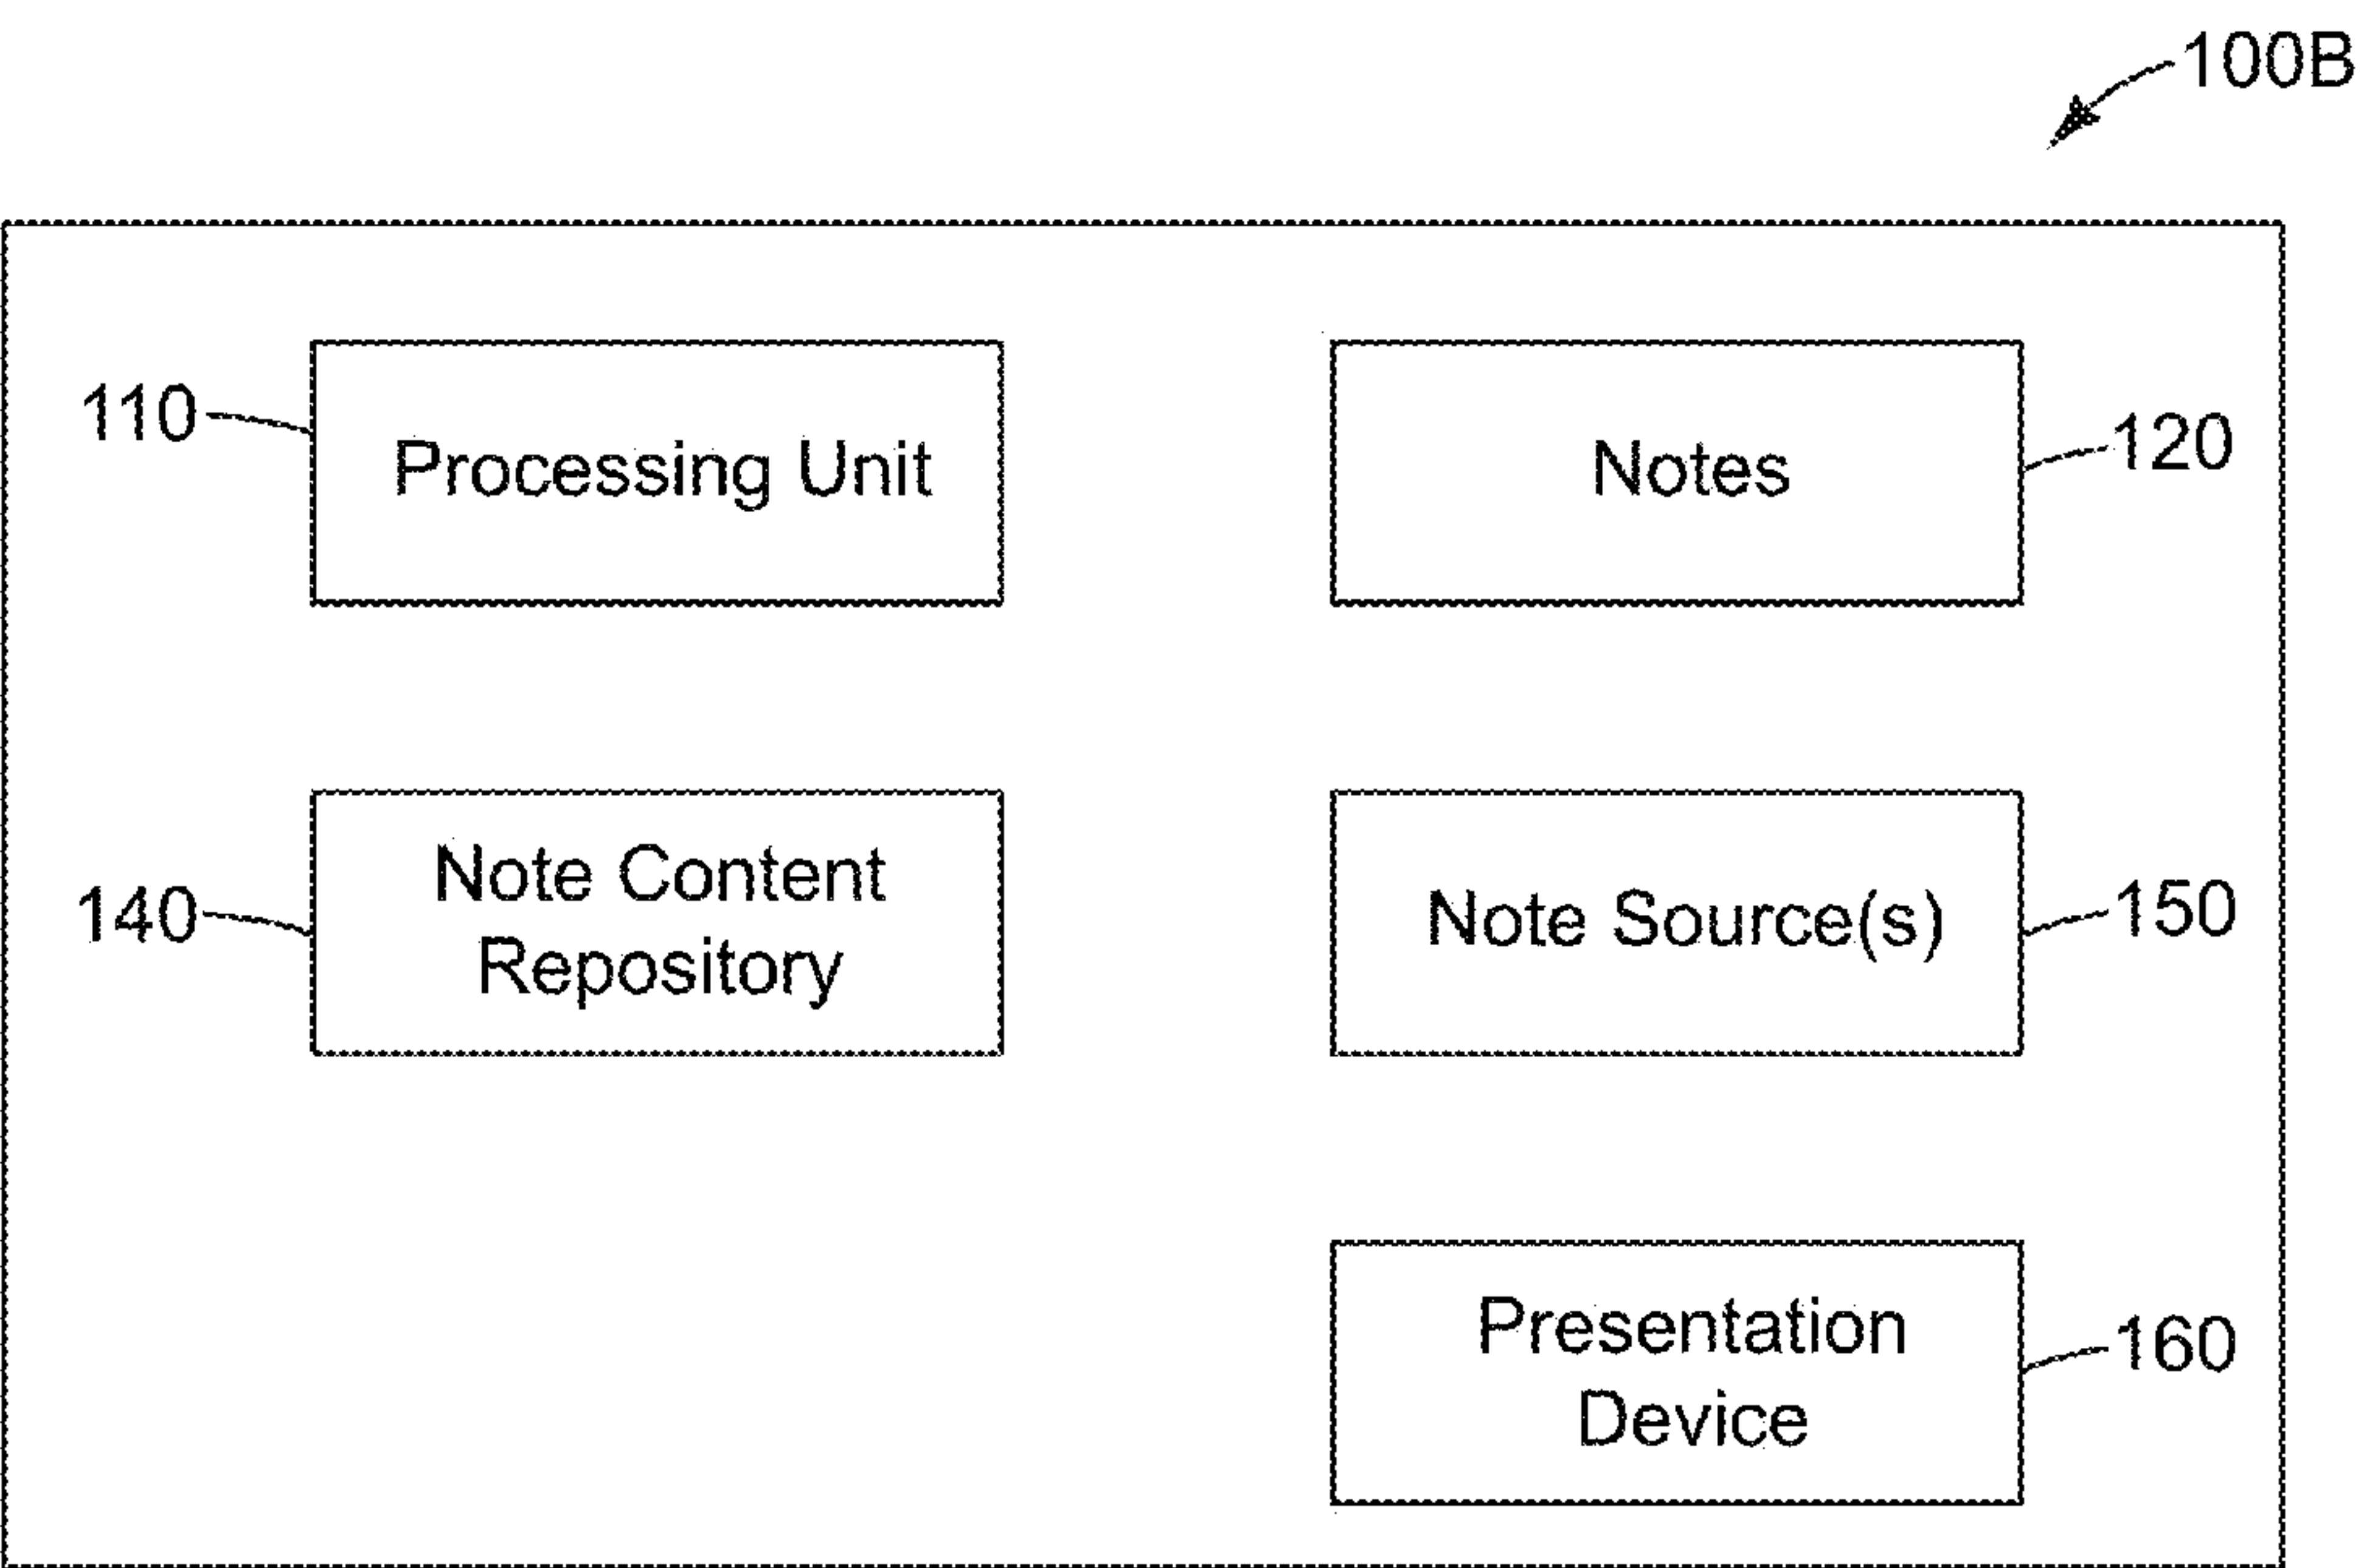 100B
110
Processing Unit
Notes
120
140
Note Content
Repository
Note Source(s)
150
Presentation
Device
160